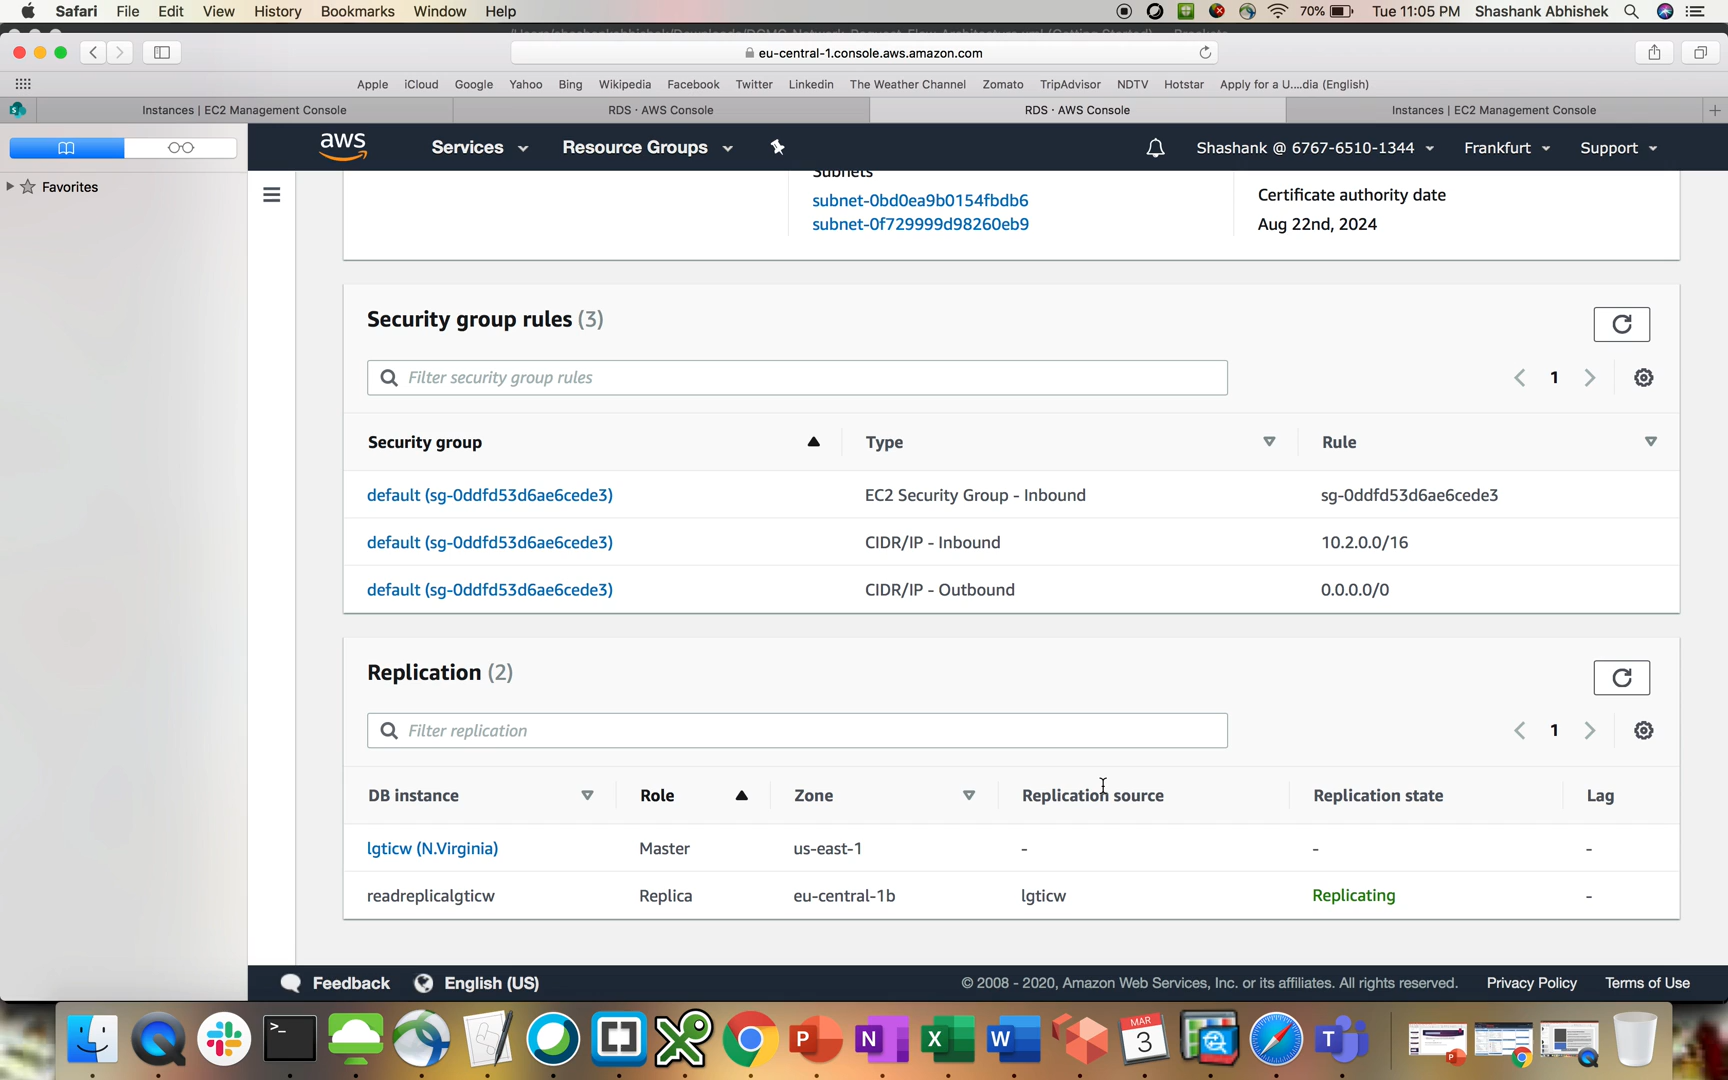 Safari File Edit View History Bookmarks Window Help 70% Tue 11:05 PM Shashank Abhishek
eu-central-1.console.aws.amazon.com
Apple iCloud Google Yahoo Bing Wikipedia Facebook Twitter Linkedin The Weather Channel Zomato TripAdvisor NDTV Hotstar Apply for a U....dia (English)
Instances | EC2 Management Console RDS · AWS Console RDS · AWS Console Instances | EC2 Management Console
Favorites
aws Services Resource Groups Shashank @ 6767-6510-1344 Frankfurt Support
Subnets
subnet-0bd0ea9b0154fbdb6
subnet-0f729999d98260eb9
Certificate authority date
Aug 22nd, 2024
Security group rules (3)
Filter security group rules
1
Security group Type Rule
default (sg-0ddfd53d6ae6cede3) EC2 Security Group - Inbound sg-0ddfd53d6ae6cede3
default (sg-0ddfd53d6ae6cede3) CIDR/IP - Inbound 10.2.0.0/16
default (sg-0ddfd53d6ae6cede3) CIDR/IP - Outbound 0.0.0.0/0
Replication (2)
Filter replication
1
DB instance Role Zone Replication source Replication state Lag
lgticw (N.Virginia) Master us-east-1 - - -
readreplicalgticw Replica eu-central-1b lgticw Replicating -
Feedback English (US) © 2008 - 2020, Amazon Web Services, Inc. or its affiliates. All rights reserved. Privacy Policy Terms of Use
>_ P N X W MAR 3